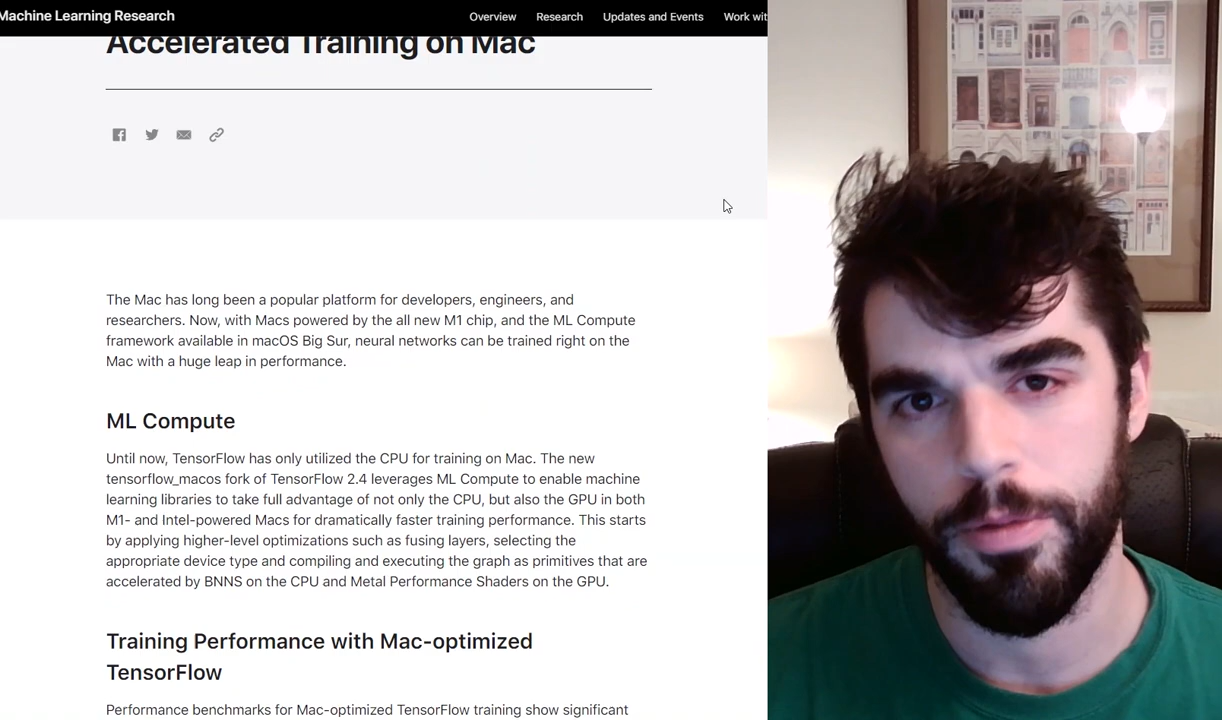 Machine Learning Research
Overview
Research
Updates and Events
Work wit
Accelerated Training on Mac
The Mac has long been a popular platform for developers, engineers, and
researchers. Now, with Macs powered by the all new M1 chip, and the ML Compute
framework available in macOS Big Sur, neural networks can be trained right on the
Mac with a huge leap in performance.
ML Compute
Until now, TensorFlow has only utilized the CPU for training on Mac. The new
tensorflow_macos fork of TensorFlow 2.4 leverages ML Compute to enable machine
learning libraries to take full advantage of not only the CPU, but also the GPU in both
M1- and Intel-powered Macs for dramatically faster training performance. This starts
by applying higher-level optimizations such as fusing layers, selecting the
appropriate device type and compiling and executing the graph as primitives that are
accelerated by BNNS on the CPU and Metal Performance Shaders on the GPU.
Training Performance with Mac-optimized
TensorFlow
Performance benchmarks for Mac-optimized TensorFlow training show significant